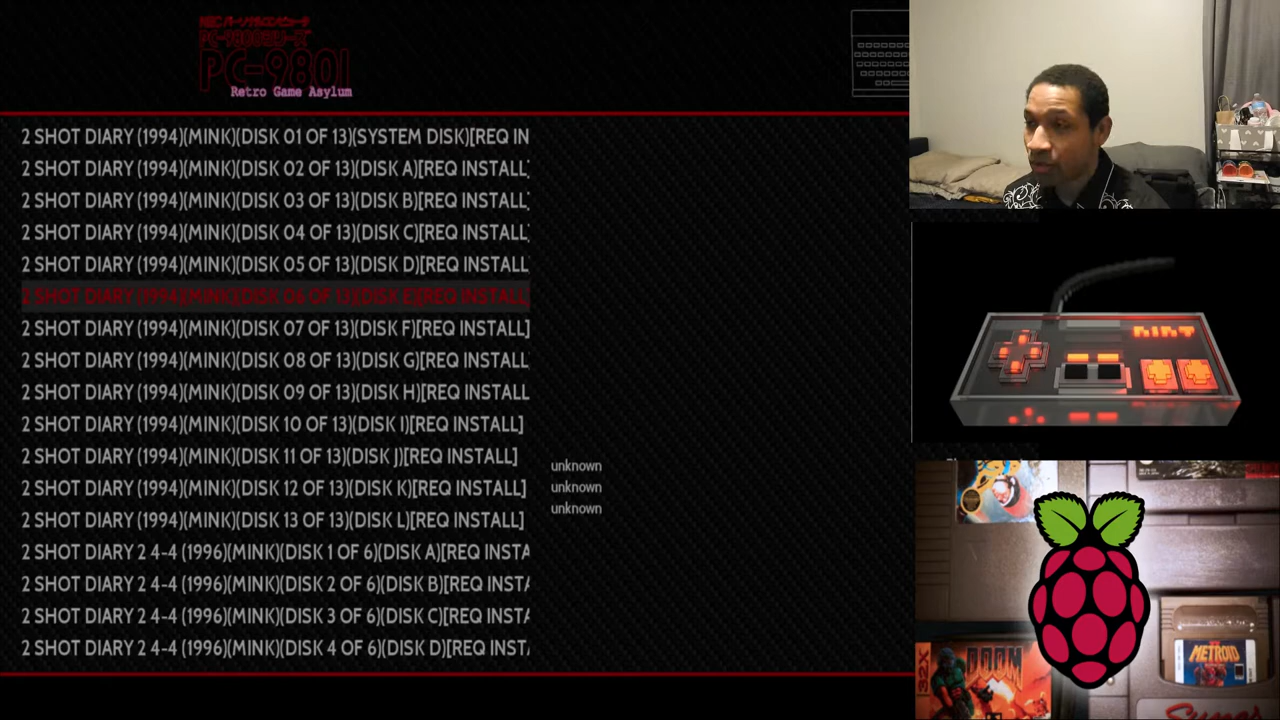 PC-9801
Retro Game Asylum
2 SHOT DIARY (1994)(MINK)(DISK 01 OF 13)(SYSTEM DISK)[REQ IN
2 SHOT DIARY (1994)(MINK)(DISK 02 OF 13)(DISK A)[REQ INSTALL]
2 SHOT DIARY (1994)(MINK)(DISK 03 OF 13)(DISK B)[REQ INSTALL]
2 SHOT DIARY (1994)(MINK)(DISK 04 OF 13)(DISK C)[REQ INSTALL]
2 SHOT DIARY (1994)(MINK)(DISK 05 OF 13)(DISK D)[REQ INSTALL
2 SHOT DIARY (1994)(MINK)(DISK 06 OF 13)(DISK E)[REQ INSTALL]
2 SHOT DIARY (1994)(MINK)(DISK 07 OF 13)(DISK F)[REQ INSTALL]
2 SHOT DIARY (1994)(MINK)(DISK 08 OF 13)(DISK G)[REQ INSTALL
2 SHOT DIARY (1994)(MINK)(DISK 09 OF 13)(DISK H)[REQ INSTALL
2 SHOT DIARY (1994)(MINK)(DISK 10 OF 13)(DISK I)[REQ INSTALL]
2 SHOT DIARY (1994)(MINK)(DISK 11 OF 13)(DISK J)[REQ INSTALL]
2 SHOT DIARY (1994)(MINK)(DISK 12 OF 13)(DISK K)[REQ INSTALL]
2 SHOT DIARY (1994)(MINK)(DISK 13 OF 13)(DISK L)[REQ INSTALL]
2 SHOT DIARY 2 4-4 (1996)(MINK)(DISK 1 OF 6)(DISK A)[REQ INSTA
2 SHOT DIARY 2 4-4 (1996)(MINK)(DISK 2 OF 6)(DISK B)[REQ INSTA
2 SHOT DIARY 2 4-4 (1996)(MINK)(DISK 3 OF 6)(DISK C)[REQ INSTA
2 SHOT DIARY 2 4-4 (1996)(MINK)(DISK 4 OF 6)(DISK D)[REQ INSTA
unknown
unknown
unknown
32X
DOOM
METROID